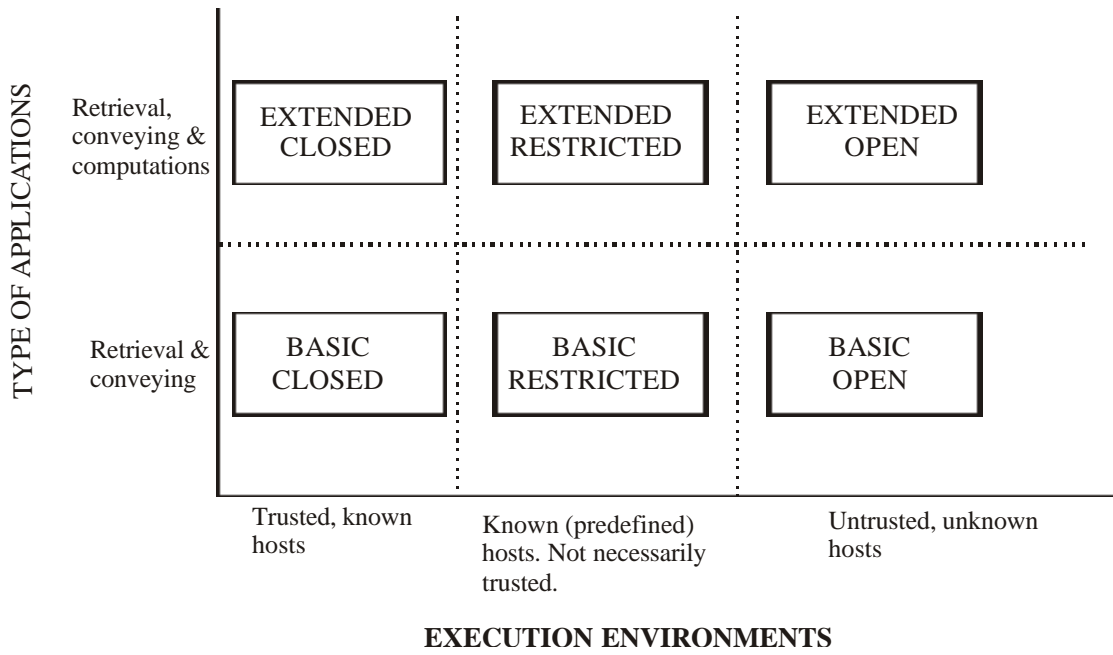 TYPE OF APPLICATIONS
Retrieval,
conveying &
computations
EXTENDED
CLOSED
EXTENDED
RESTRICTED
EXTENDED
OPEN
Retrieval &
conveying
BASIC
CLOSED
BASIC
RESTRICTED
BASIC
OPEN
Trusted, known
hosts
Known (predefined)
hosts. Not necessarily
trusted.
Untrusted, unknown
hosts
EXECUTION ENVIRONMENTS